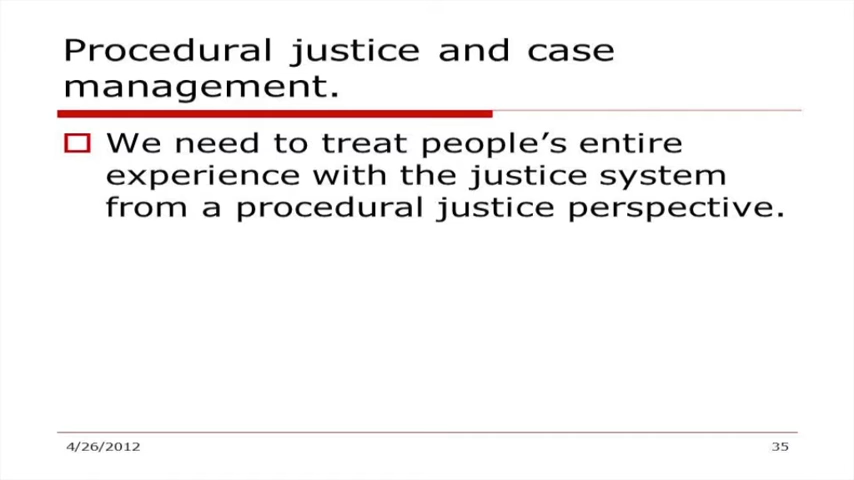 Procedural justice and case
management.
We need to treat people’s entire
experience with the justice system
from a procedural justice perspective.
4/26/2012
35